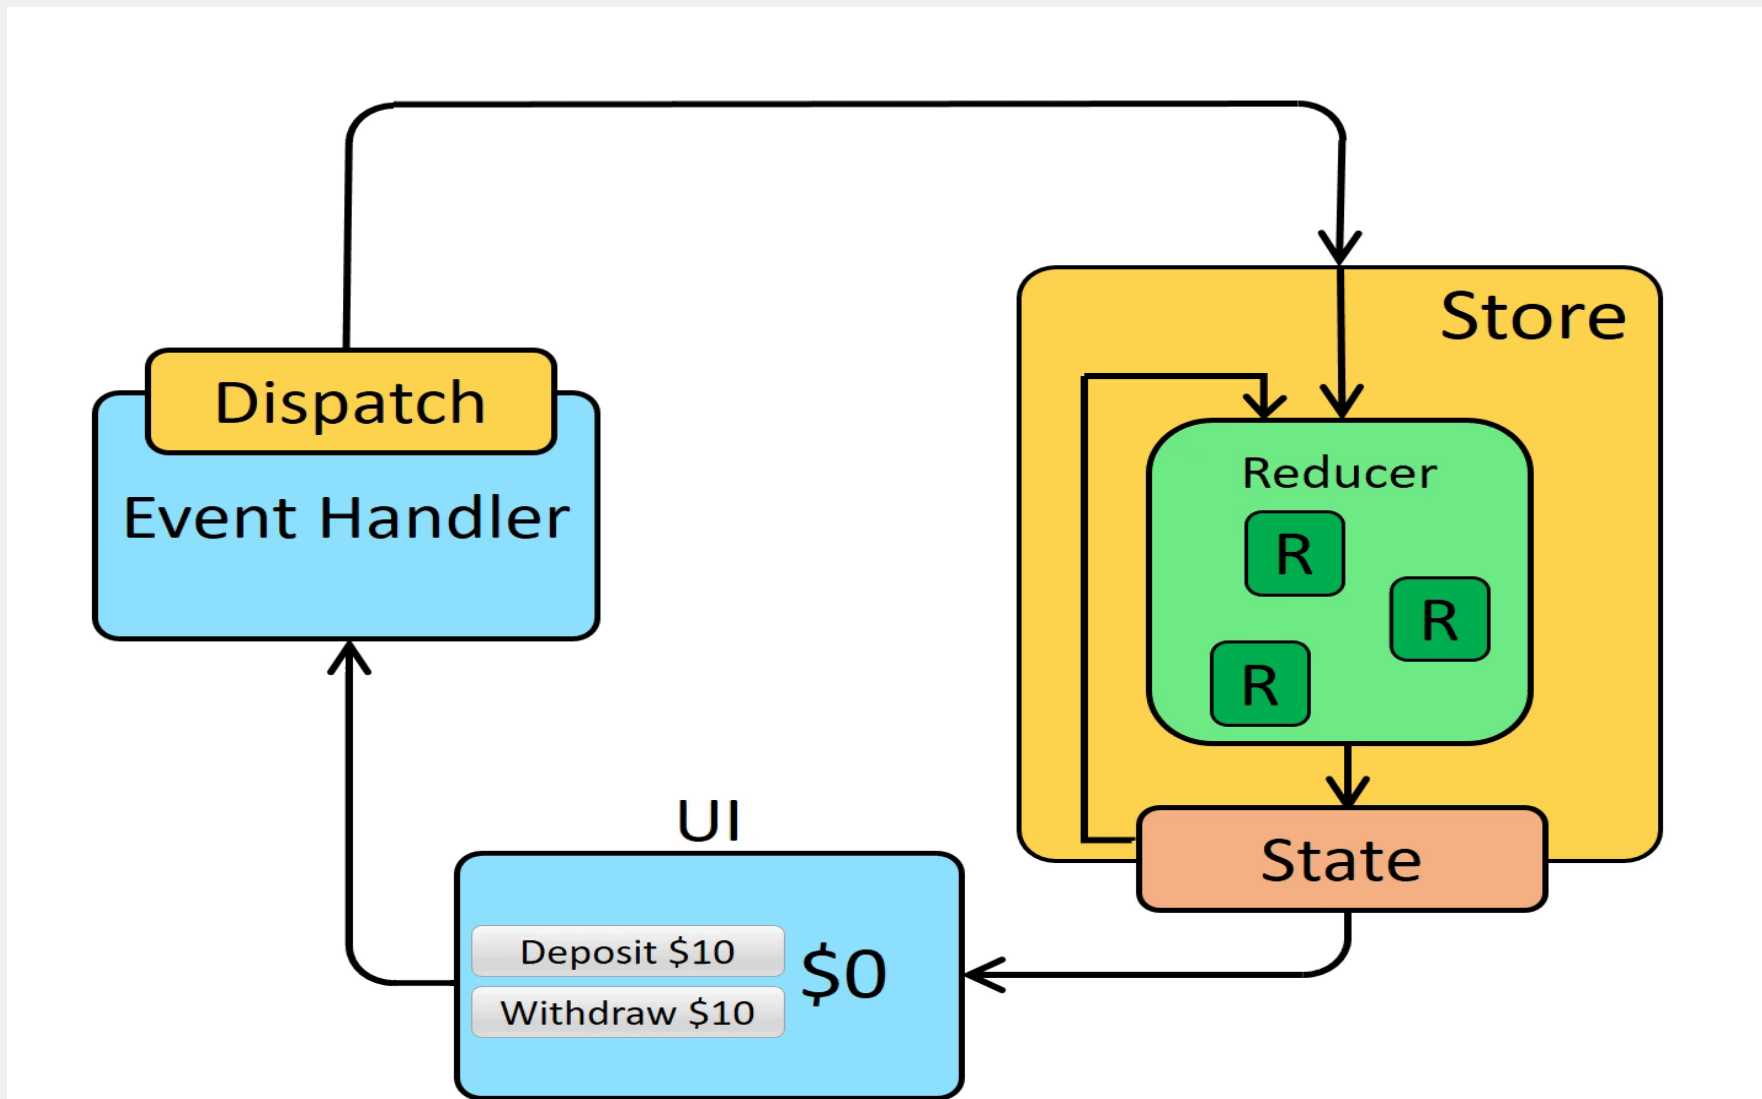 Dispatch
Event Handler
Store
Reducer
R
R
R
State
UI
Deposit $10
Withdraw $10
$0